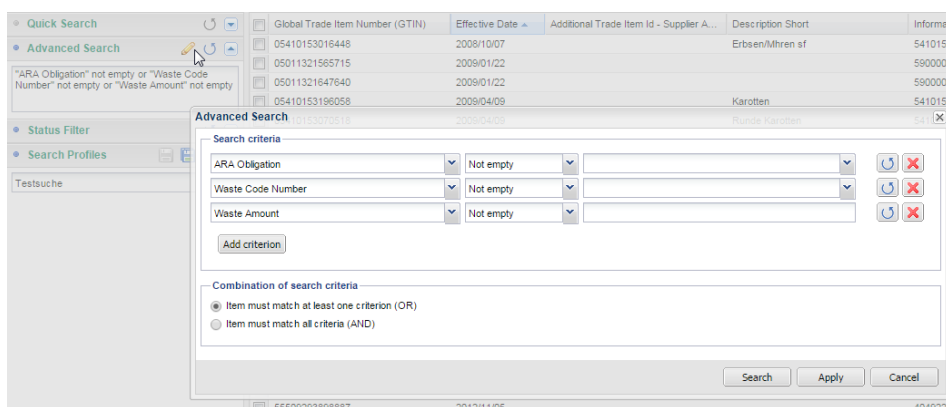 Quick Search
Advanced Search
"ARA Obligation" not empty or "Waste Code
Number" not empty or "Waste Amount" not empty
Status Filter
Search Profiles
Testsuche
Global Trade Item Number (GTIN) Effective Date Additional Trade Item Id - Supplier A... Description Short Informa
05410153016448 2008/10/07 Erbsen/Mhren sf 541015
05011321565715 2009/01/22 590000
05011321647640 2009/01/22 590000
05410153196058 2009/04/09 Karotten 541015
05410153070518 2009/04/09 Runde Karotten
Advanced Search
Search criteria
ARA Obligation Not empty
Waste Code Number Not empty
Waste Amount Not empty
Add criterion
Combination of search criteria
Item must match at least one criterion (OR)
Item must match all criteria (AND)
Search Apply Cancel